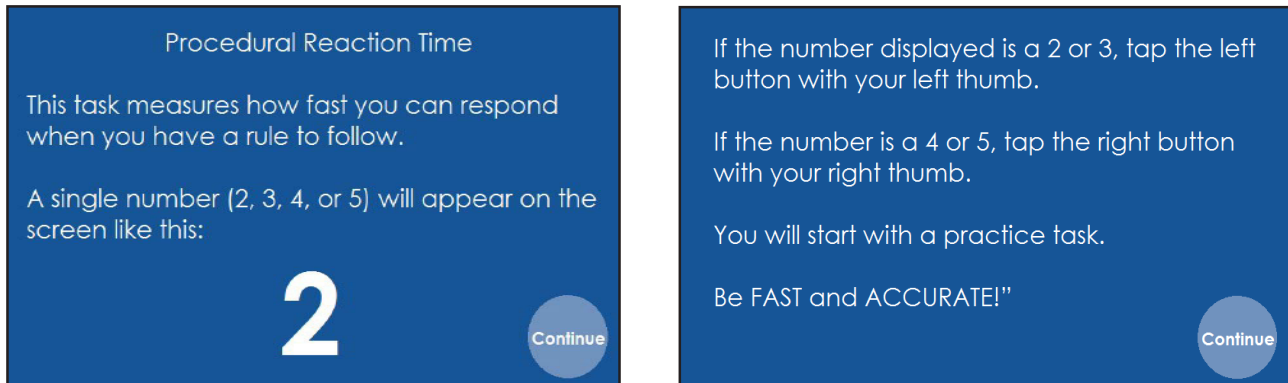 Procedural Reaction Time
This task measures how fast you can respond
when you have a rule to follow.
A single number (2, 3, 4, or 5) will appear on the
screen like this:
2
Continue
If the number displayed is a 2 or 3, tap the left
button with your left thumb.
If the number is a 4 or 5, tap the right button
with your right thumb.
You will start with a practice task.
Be FAST and ACCURATE!”
Continue